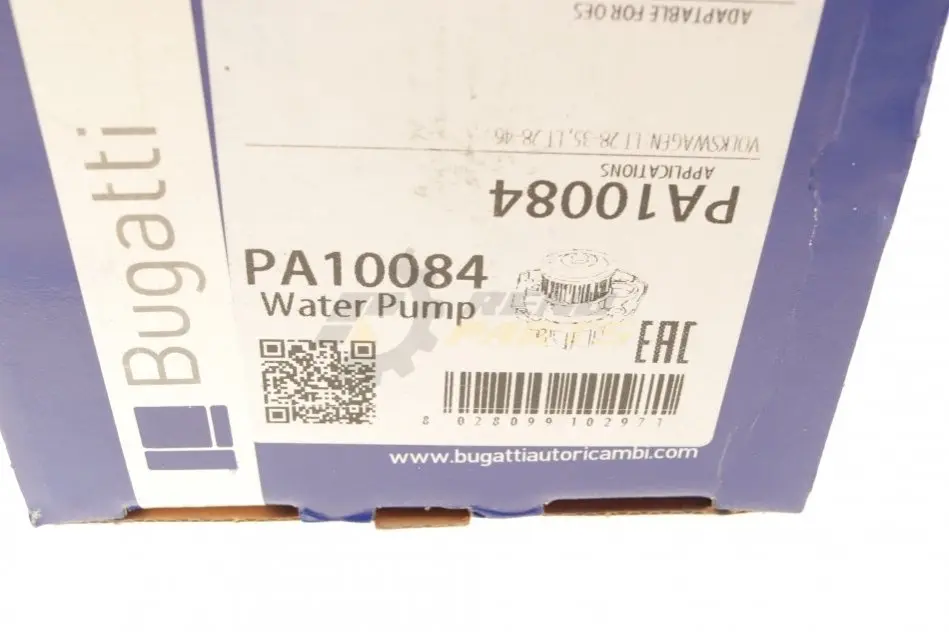 ADAPTABLE FOR OES
VOLKSWAGEN LT 28-35, LT 28-46
APPLICATIONS
PA10084
PA10084
Water Pump
Bugatti
EAC
8 028099 102971
www.bugattiautoricambi.com